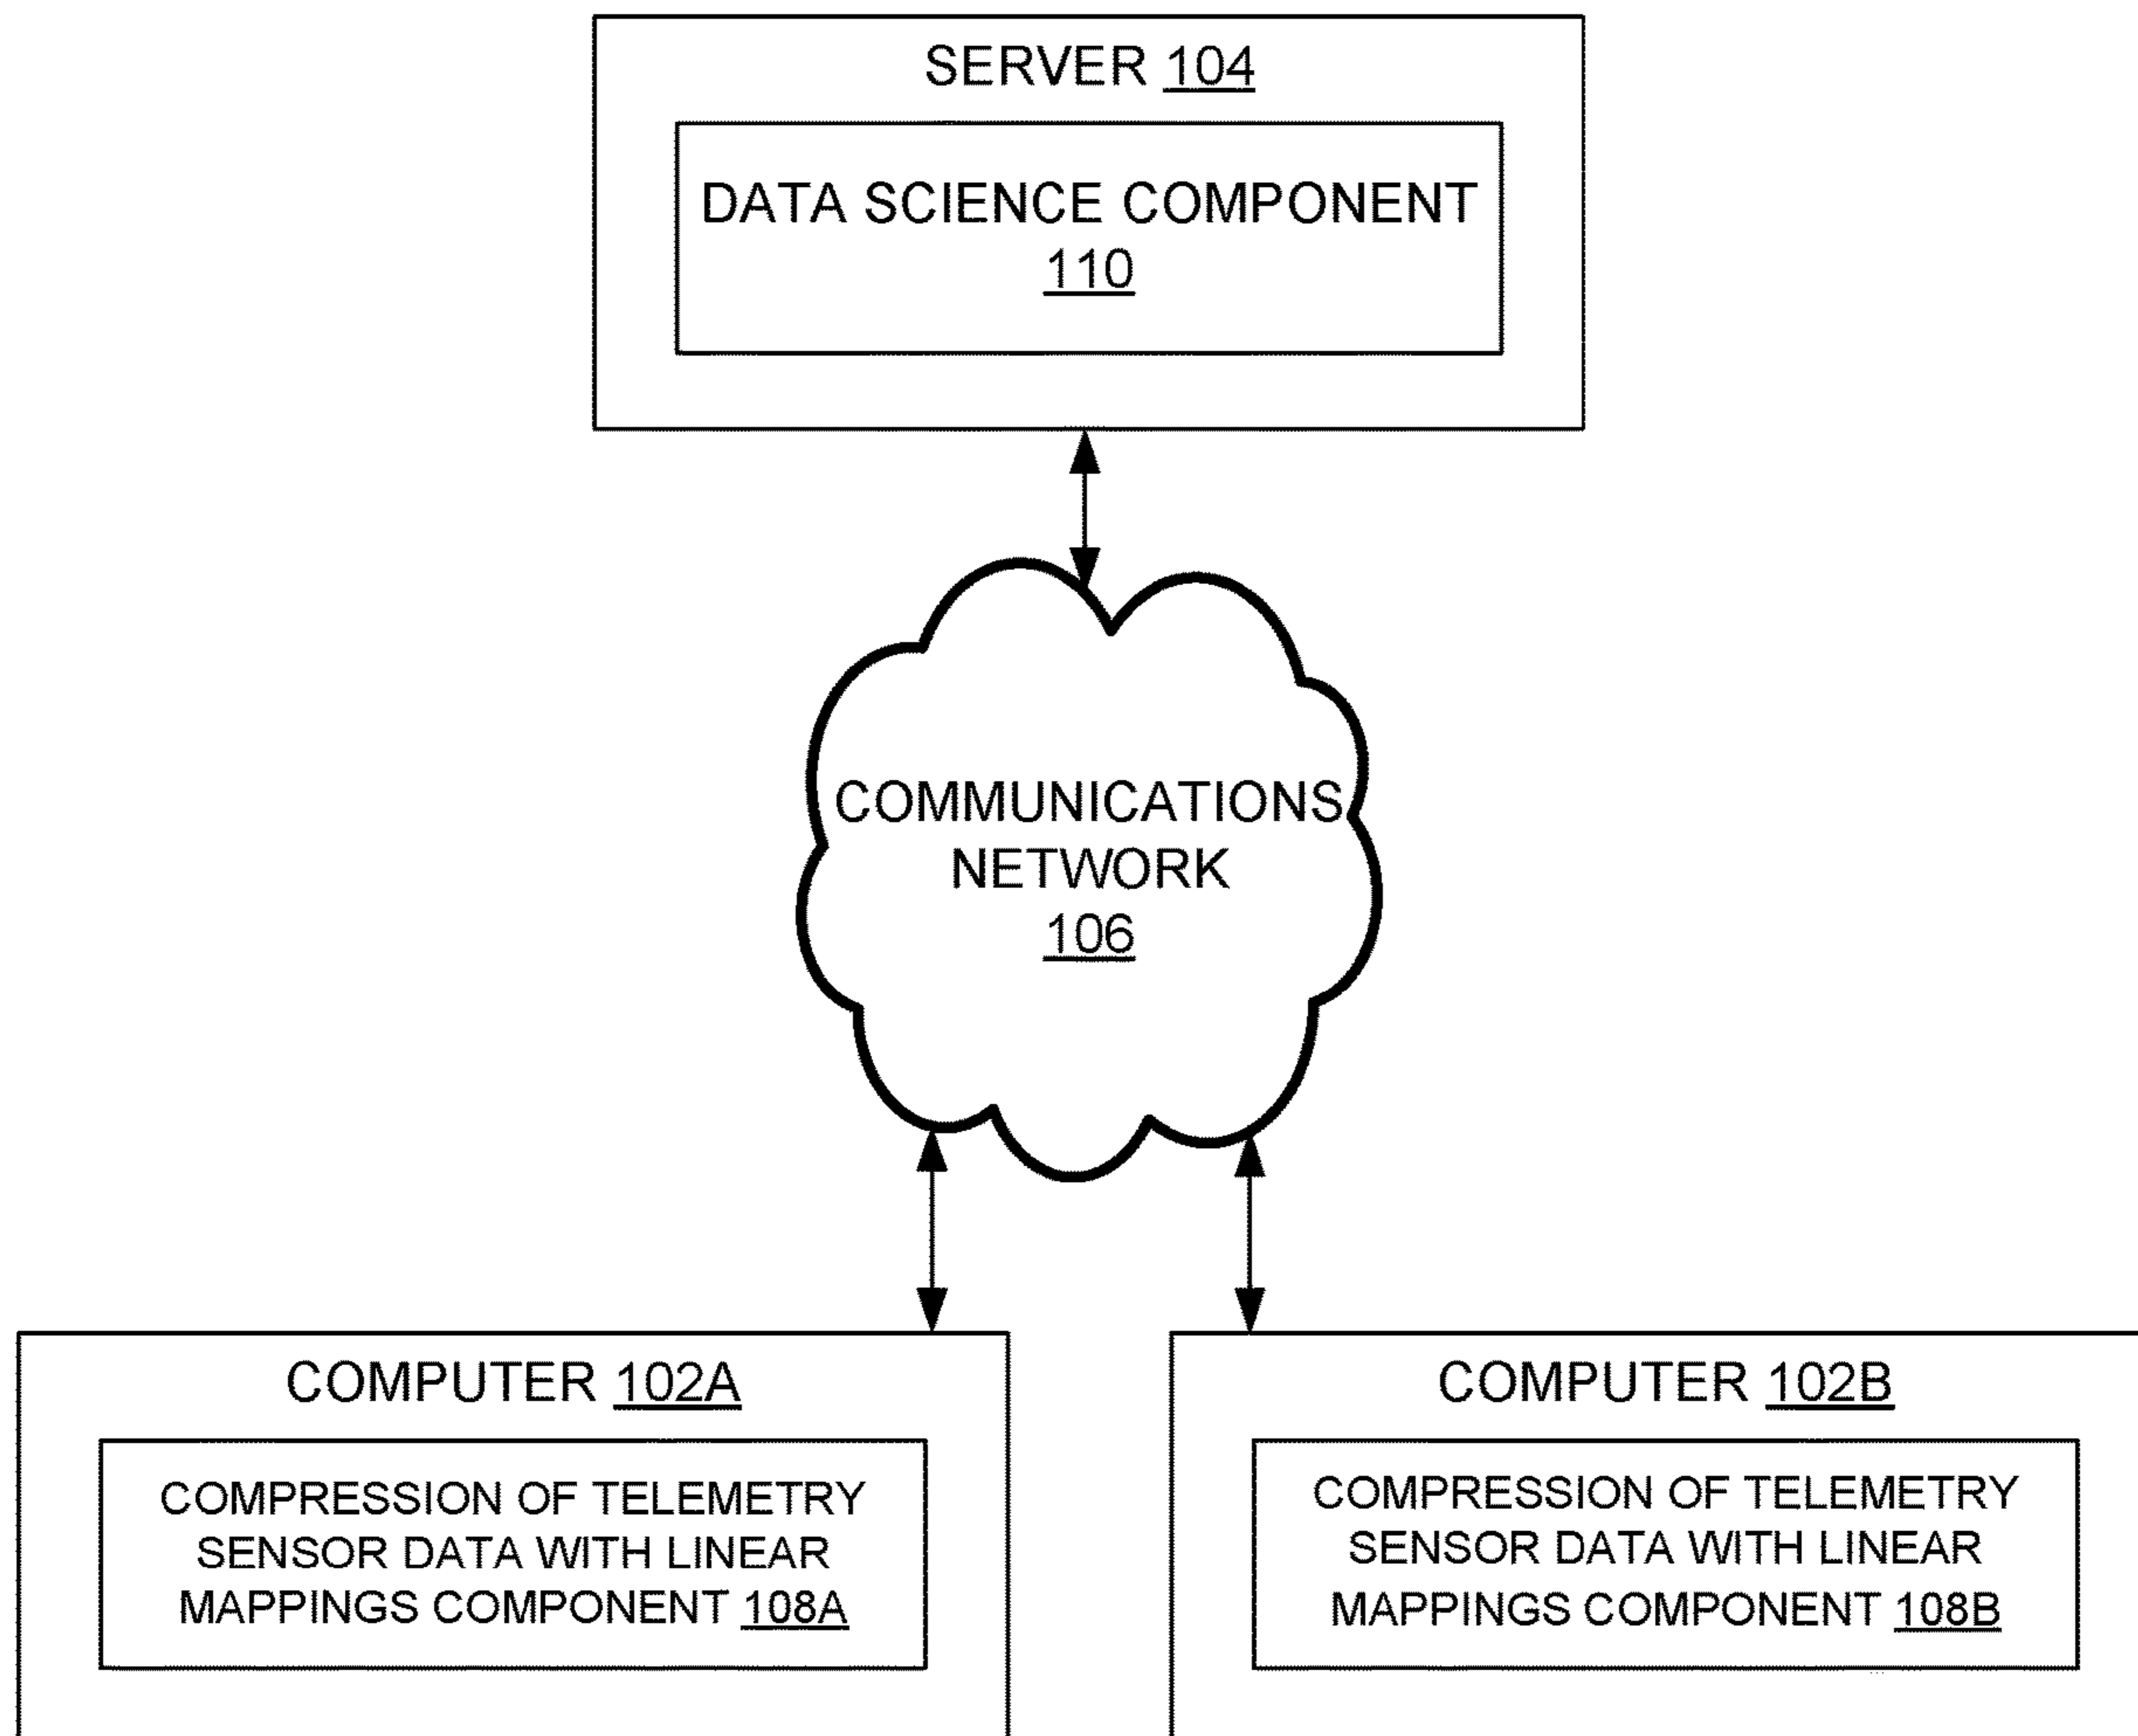 SERVER 104
DATA SCIENCE COMPONENT
110
COMMUNICATIONS
NETWORK
106
COMPUTER 102A
COMPRESSION OF TELEMETRY
SENSOR DATA WITH LINEAR
MAPPINGS COMPONENT 108A
COMPUTER 102B
COMPRESSION OF TELEMETRY
SENSOR DATA WITH LINEAR
MAPPINGS COMPONENT 108B